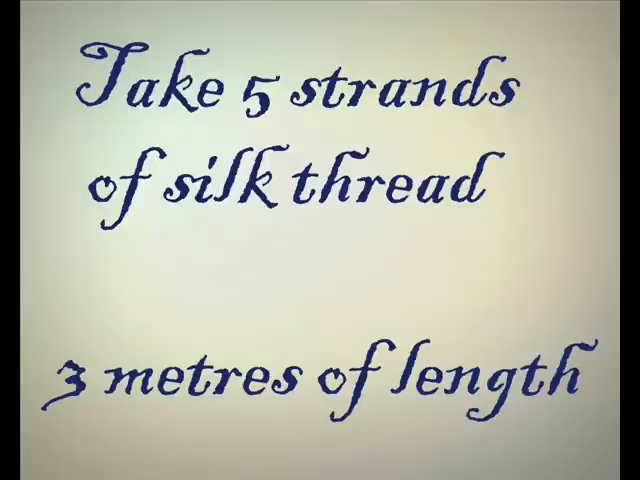 Take 5 strands
of silk thread
3 metres of length